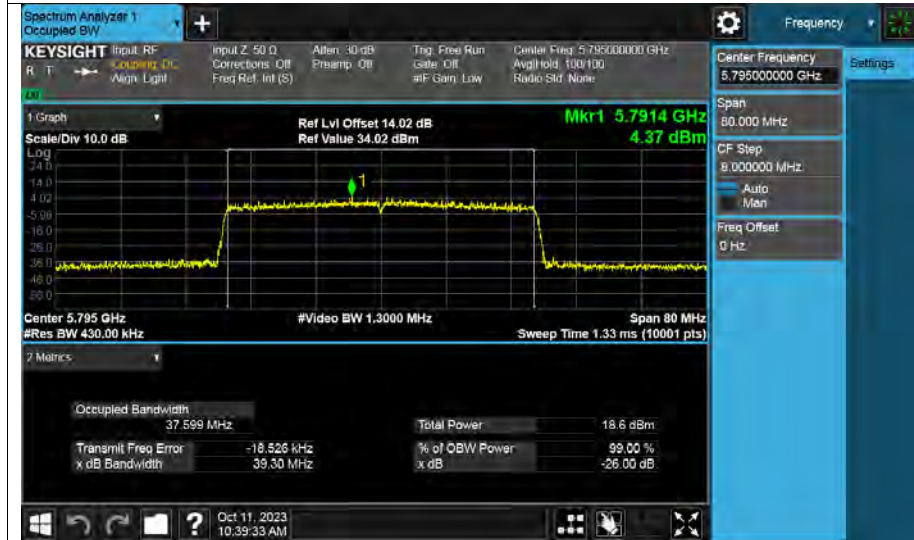 Spectrum Analyzer 1
Occupied BW
+
Frequency
KEYSIGHT Input: RF
R T
Coupling: DC
Align: Light
Input Z: 50 Ω
Corrections: Off
Freq Ref: Int (S)
Atten: 30 dB
Preamp: Off
Trig: Free Run
Gate: Off
#IF Gain: Low
Center Freq: 5.795000000 GHz
Avg|Hold: 100/100
Radio Std: None
Center Frequency
5.795000000 GHz
Settings
Span
80.000 MHz
CF Step
8.000000 MHz
Auto
Man
Freq Offset
0 Hz
1 Graph
Scale/Div 10.0 dB
Ref Lvl Offset 14.02 dB
Ref Value 34.02 dBm
Mkr1 5.7914 GHz
4.37 dBm
Log
24.0
14.0
4.02
-5.98
-16.0
-26.0
-36.0
-46.0
-56.0
1
Center 5.795 GHz
#Res BW 430.00 kHz
#Video BW 1.3000 MHz
Span 80 MHz
Sweep Time 1.33 ms (10001 pts)
2 Metrics
Occupied Bandwidth
37.599 MHz
Total Power 18.6 dBm
Transmit Freq Error -18.526 kHz
% of OBW Power 99.00 %
x dB Bandwidth 39.30 MHz
x dB -26.00 dB
?
Oct 11, 2023
10:39:33 AM